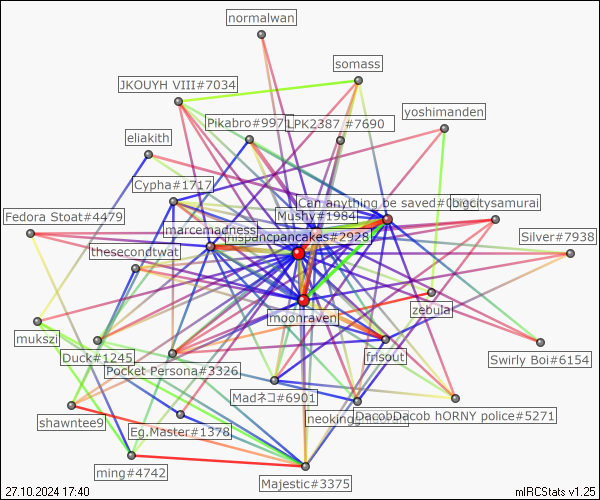 normalwan
somass
JKOUYH VIII#7034
yoshimanden
Pikabro#997
LPK2387 #7690
eliakith
Cypha#1717
Can anything be saved#0
bigcitysamurai
Fedora Stoat#4479
Mushy#1984
marcemadness
hispanicpancakes#2928
Silver#7938
thesecondtwat
zebula
moonraven
mukszi
Duck#1245
frisout
Swirly Boi#6154
Pocket Persona#3326
Madネコ#6901
DacobDacob hORNY police#5271
shawntee9
Eg.Master#1378
ming#4742
Majestic#3375
27.10.2024 17:40
mIRCStats v1.25